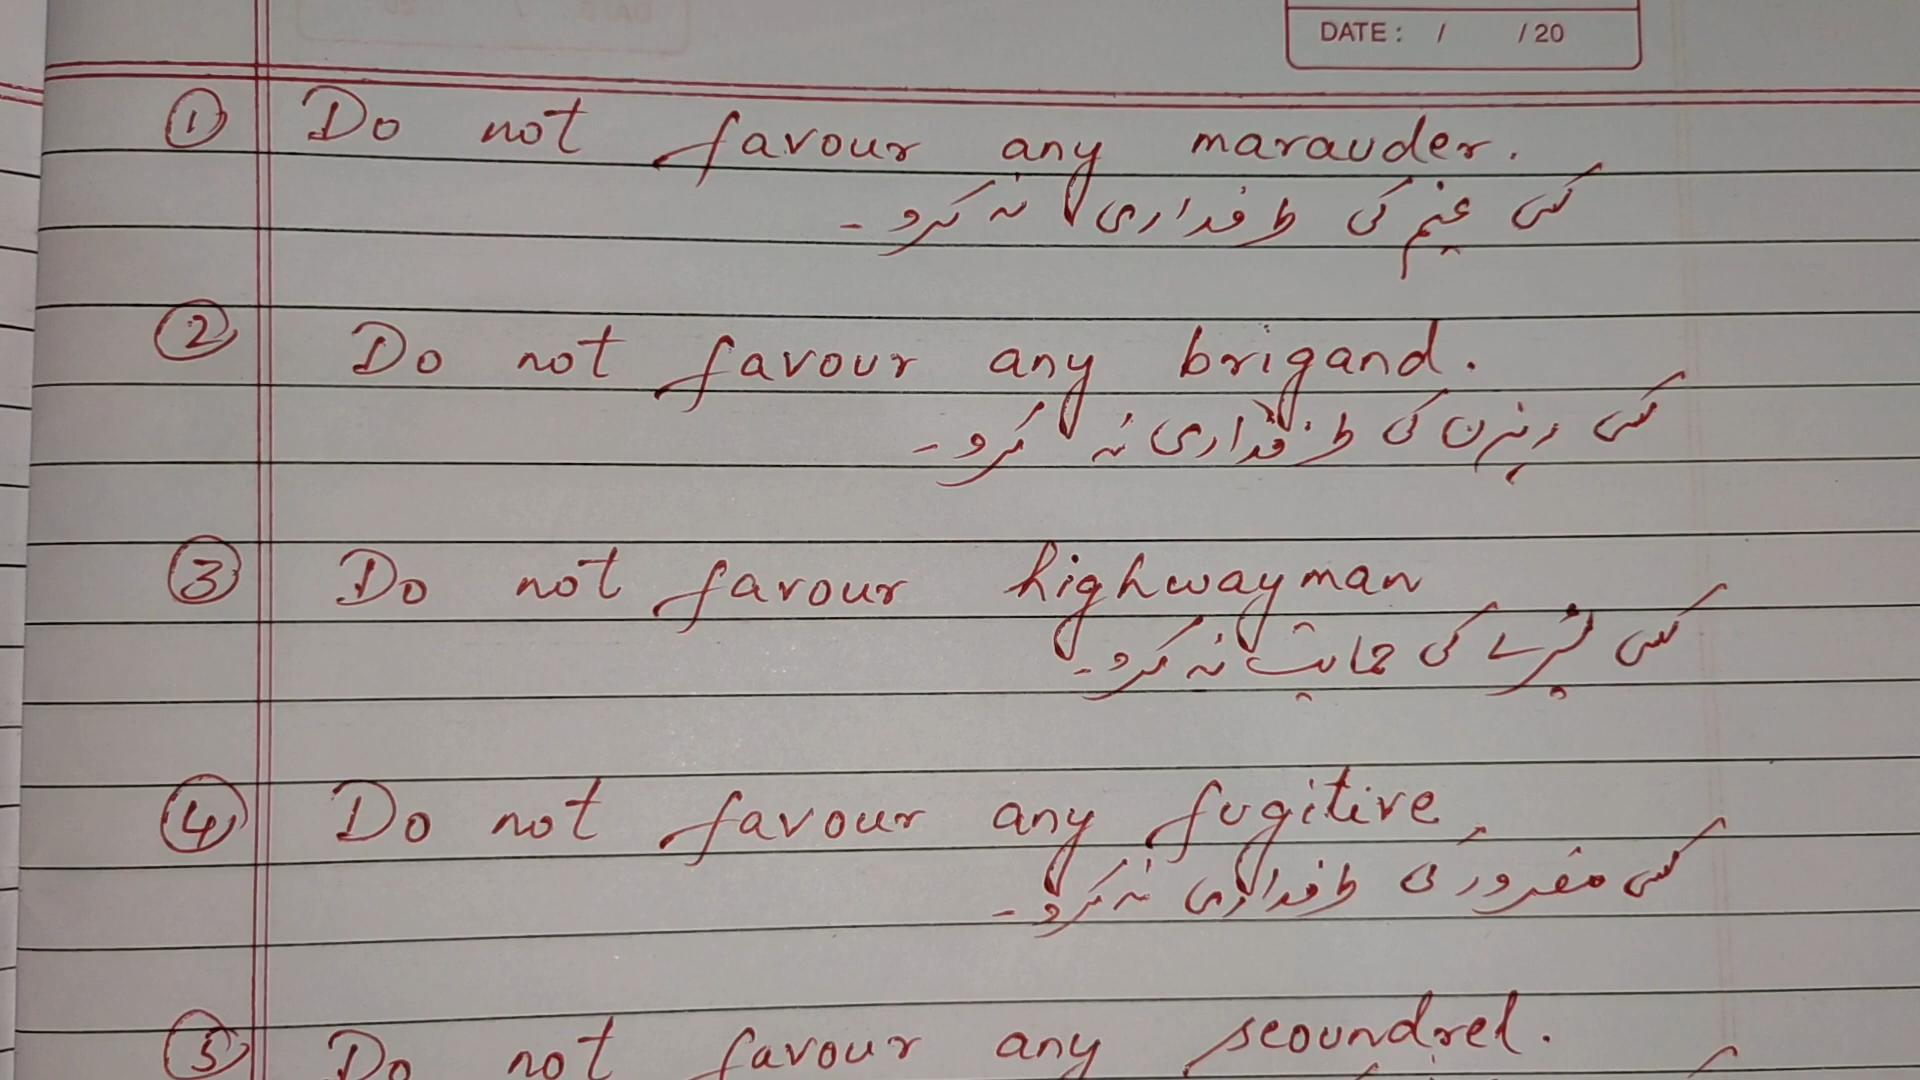 DATE: / /20
① Do not favour any marauder.
کسی غنیم کی طرفداری نہ کرو۔
② Do not favour any brigand.
کسی رہزن کی طرفداری نہ کرو۔
③ Do not favour highwayman
کسی لٹیرے کی حمایت نہ کرو۔
④ Do not favour any fugitive
کسی مفرور کی طرفداری نہ کرو۔
⑤ Do not favour any scoundrel.